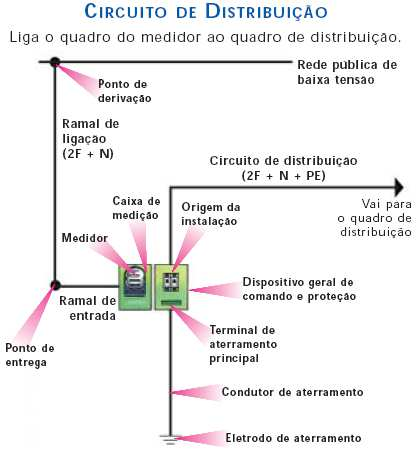 CIRCUITO DE DISTRIBUIÇÃO
Liga o quadro do medidor ao quadro de distribuição.
Rede pública de
baixa tensão
Ponto de
derivação
Ramal de
ligação
(2F + N)
Circuito de distribuição
(2F + N + PE)
Vai para
o quadro de
distribuição
Caixa de
medição
Origem da
instalação
Medidor
Dispositivo geral de
comando e proteção
Ramal de
entrada
Terminal de
aterramento
principal
Ponto de
entrega
Condutor de aterramento
Eletrodo de aterramento